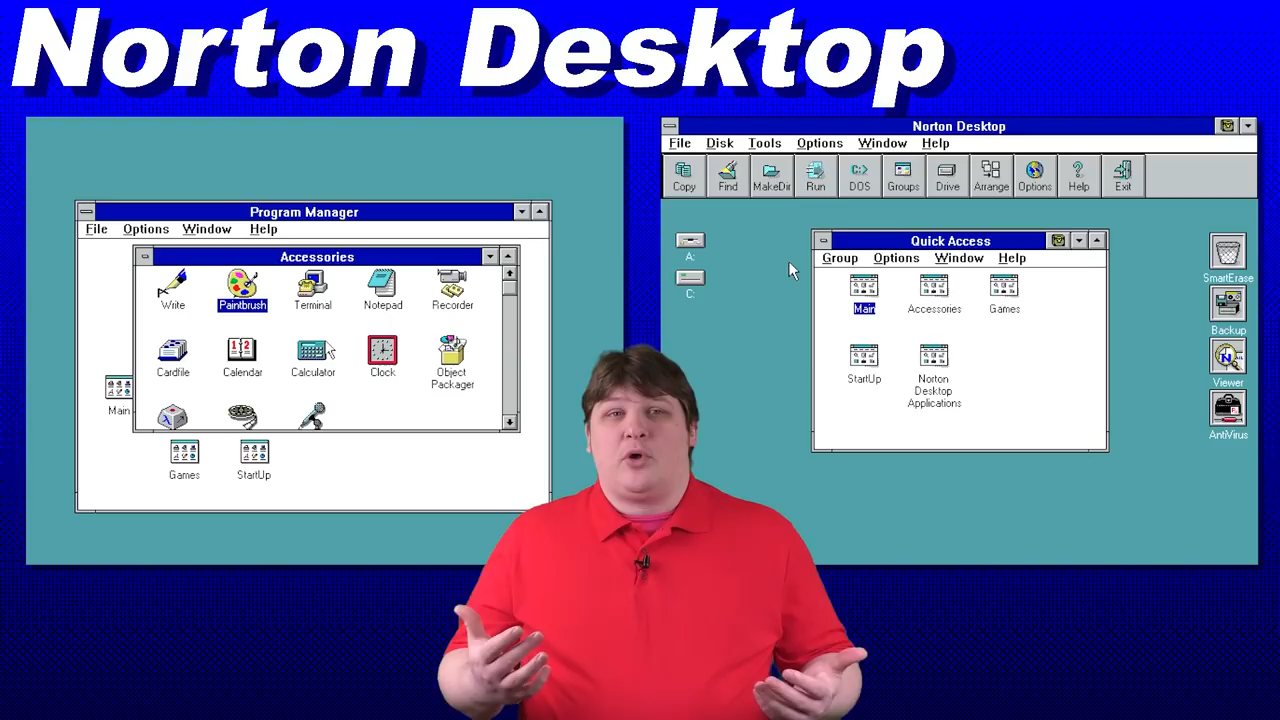 Norton Desktop
Program Manager
File Options Window Help
Accessories
Write Paintbrush Terminal Notepad Recorder
Cardfile Calendar Calculator Clock Object
Packager
Main
Games StartUp
Norton Desktop
File Disk Tools Options Window Help
Copy Find MakeDir Run DOS Groups Drive Arrange Options Help Exit
A:
C:
Quick Access
Group Options Window Help
Main Accessories Games
StartUp Norton
Desktop
Applications
SmartErase
Backup
Viewer
AntiVirus